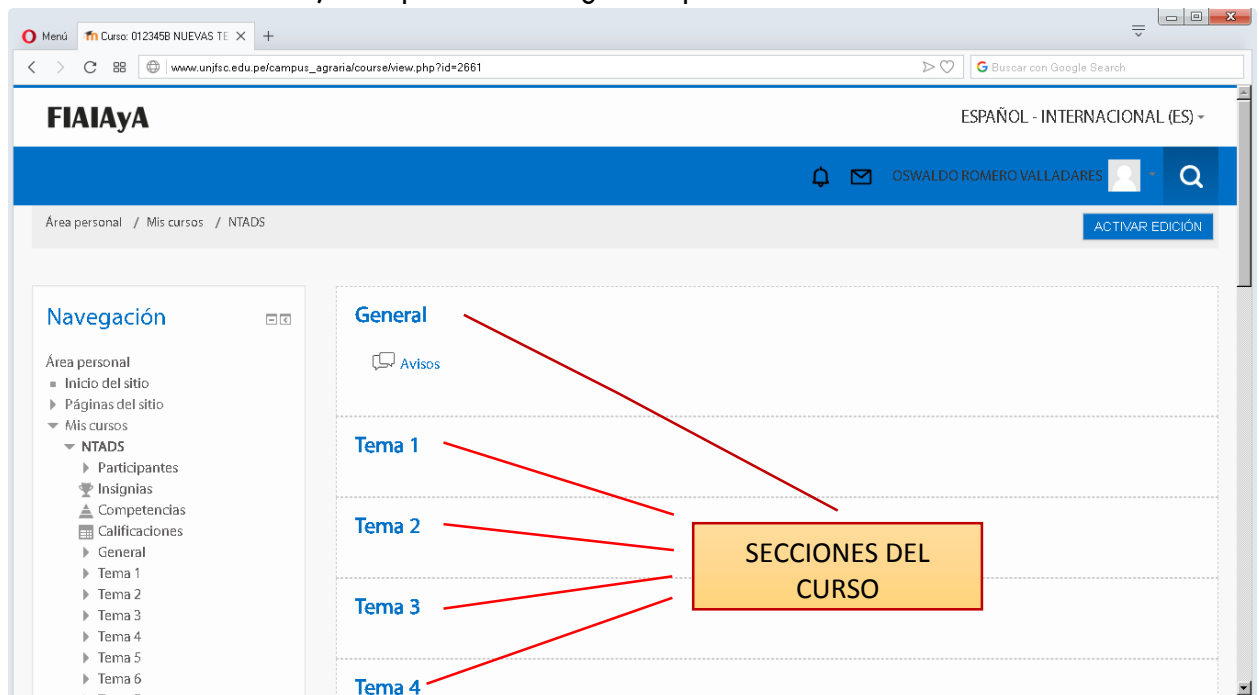 Menú
Curso: 012345B NUEVAS TE
www.unjfsc.edu.pe/campus_agraria/course/view.php?id=2661
Buscar con Google Search
FIAIAyA
ESPAÑOL - INTERNACIONAL (ES)
OSWALDO ROMERO VALLADARES
Área personal / Mis cursos / NTADS
ACTIVAR EDICIÓN
Navegación
Área personal
Inicio del sitio
Páginas del sitio
Mis cursos
NTADS
Participantes
Insignias
Competencias
Calificaciones
General
Tema 1
Tema 2
Tema 3
Tema 4
Tema 5
Tema 6
General
Avisos
Tema 1
Tema 2
Tema 3
Tema 4
SECCIONES DEL
CURSO